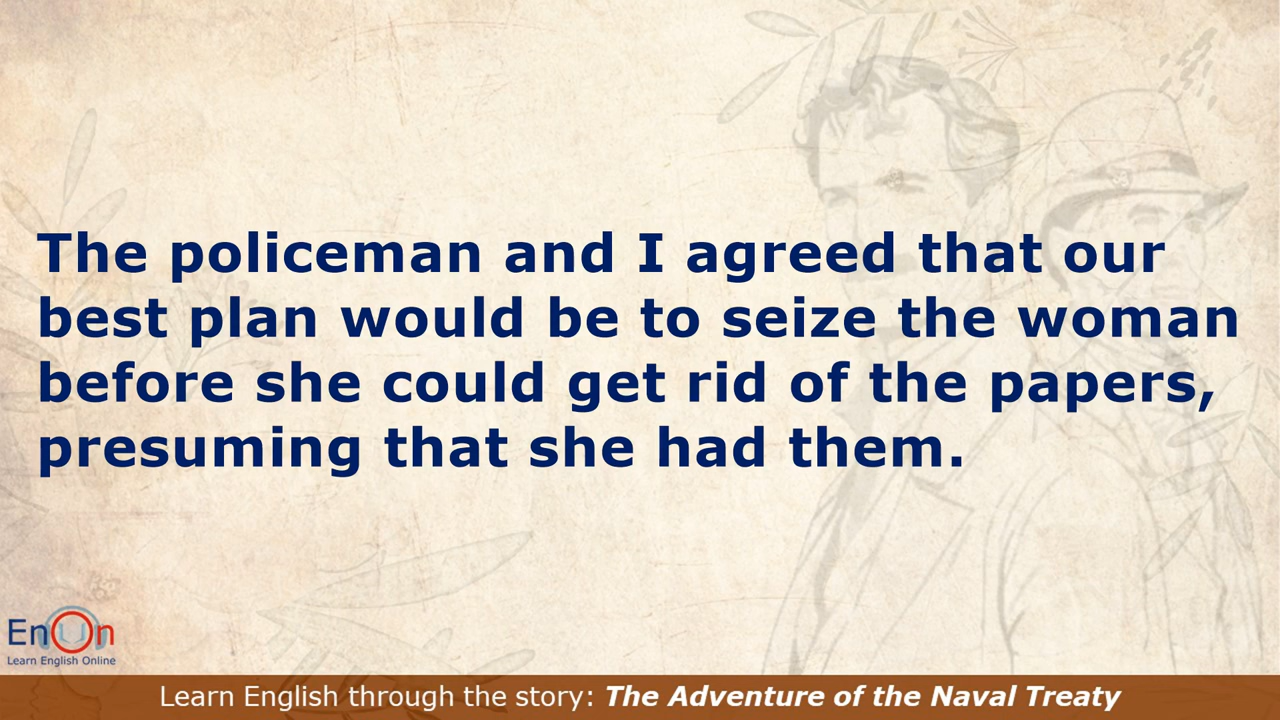 The policeman and I agreed that our
best plan would be to seize the woman
before she could get rid of the papers,
presuming that she had them.
EnOn
Learn English Online
Learn English through the story: The Adventure of the Naval Treaty